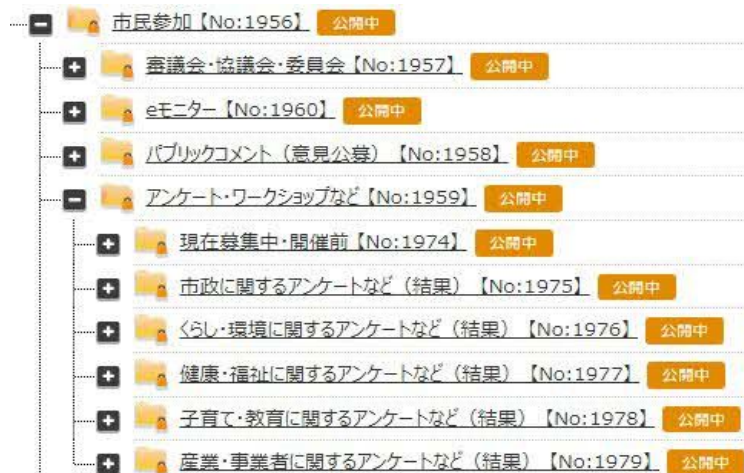 市民参加【No:1956】 公開中
審議会・協議会・委員会【No:1957】 公開中
eモニター【No:1960】 公開中
パブリックコメント（意見公募）【No:1958】 公開中
アンケート・ワークショップなど【No:1959】 公開中
現在募集中・開催前【No:1974】 公開中
市政に関するアンケートなど（結果）【No:1975】 公開中
くらし・環境に関するアンケートなど（結果）【No:1976】 公開中
健康・福祉に関するアンケートなど（結果）【No:1977】 公開中
子育て・教育に関するアンケートなど（結果）【No:1978】 公開中
産業・事業者に関するアンケートなど（結果）【No:1979】 公開中